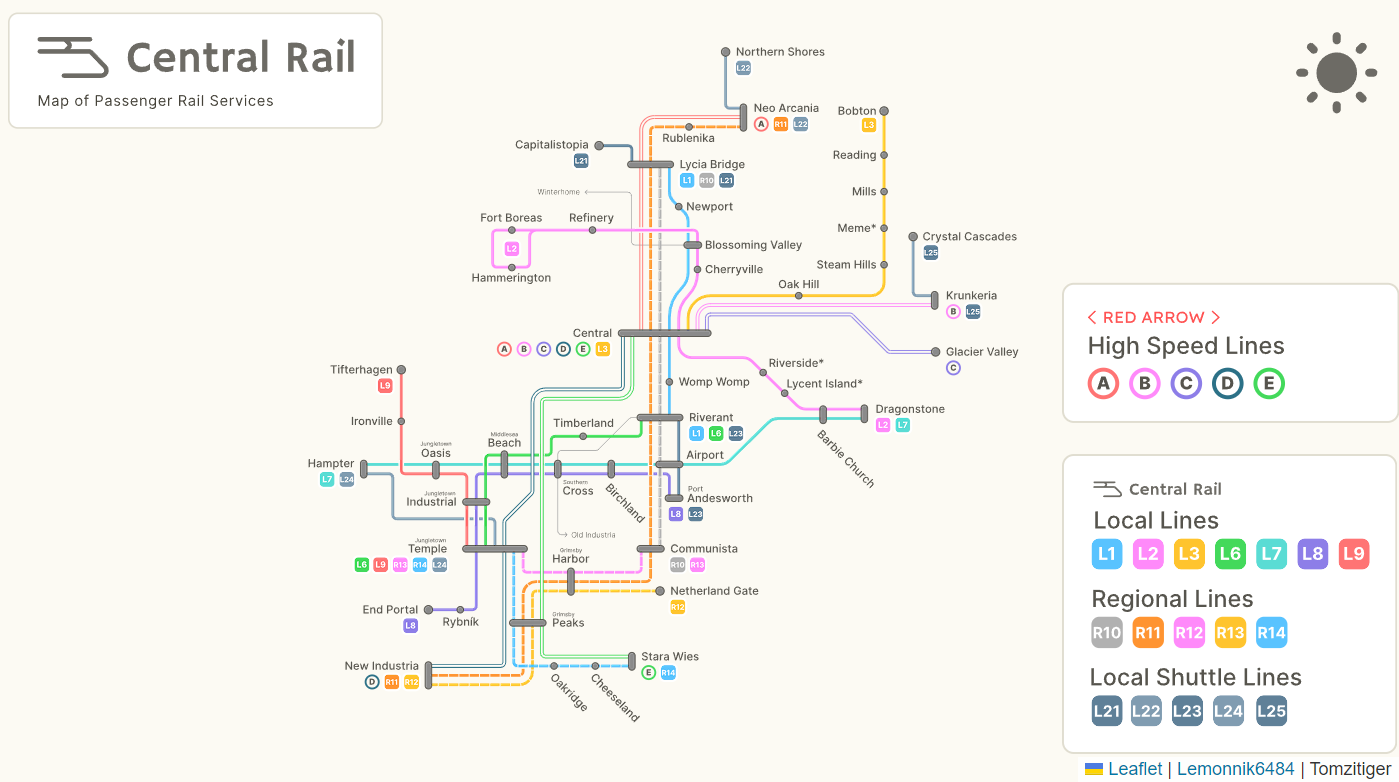 Central Rail
Map of Passenger Rail Services
Northern Shores
L22
Neo Arcania
A R11 L22
Rublenika
Bobton
L3
Capitalistopia
L21
Lycia Bridge
L1 R10 L21
Reading
Winterhome
Mills
Newport
Fort Boreas
Refinery
Meme*
L2
Blossoming Valley
Crystal Cascades
L25
Hammerington
Cherryville
Steam Hills
Oak Hill
Krunkeria
B L25
Central
A B C D E L3
Glacier Valley
C
Tifterhagen
L9
Womp Womp
Riverside*
Lycent Island*
Ironville
Timberland
Riverant
L1 L6 L23
Dragonstone
L2 L7
Barbie Church
Middlesea
Beach
Jungletown
Oasis
Hampter
L7 L24
Airport
Southern
Cross
Birchland
Port
Andesworth
L8 L23
Jungletown
Industrial
Old Industria
Jungletown
Temple
L6 L9 R13 R14 L24
Grimsby
Harbor
Communista
R10 R13
Netherland Gate
R12
End Portal
L8
Rybník
Grimsby
Peaks
New Industria
D R11 R12
Stara Wies
E R14
Oakridge
Cheeseland
< RED ARROW >
High Speed Lines
A B C D E
Central Rail
Local Lines
L1 L2 L3 L6 L7 L8 L9
Regional Lines
R10 R11 R12 R13 R14
Local Shuttle Lines
L21 L22 L23 L24 L25
Leaflet | Lemonnik6484 | Tomzitiger